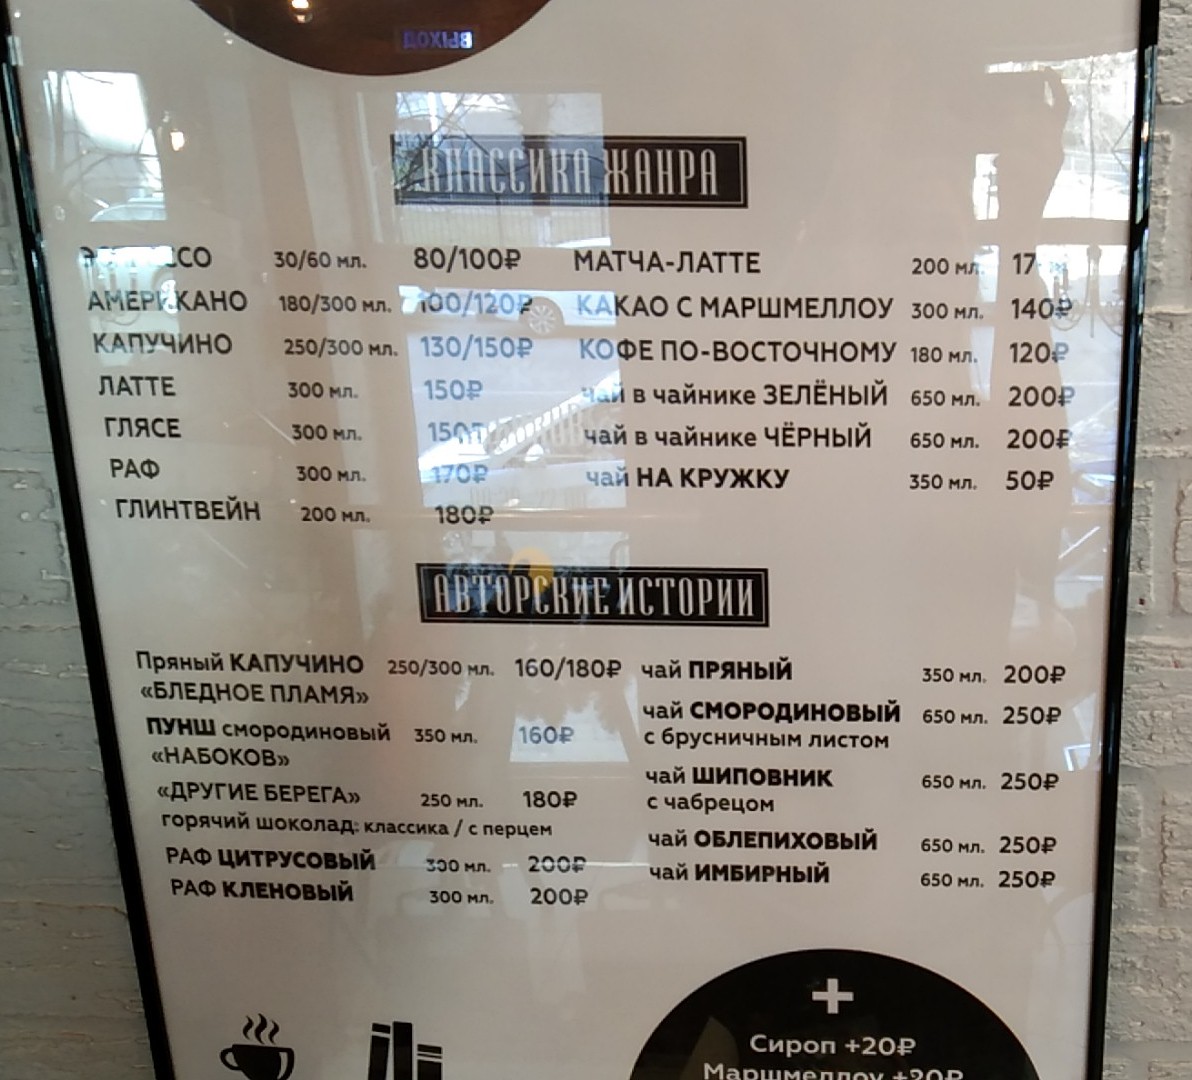 КЛАССИКА ЖАНРА
ЭСПРЕССО 30/60 мл. 80/100₽
АМЕРИКАНО 180/300 мл. 100/120₽
КАПУЧИНО 250/300 мл. 130/150₽
ЛАТТЕ 300 мл. 150₽
ГЛЯСЕ 300 мл. 150₽
РАФ 300 мл. 170₽
ГЛИНТВЕЙН 200 мл. 180₽
МАТЧА-ЛАТТЕ 200 мл.
КАКАО С МАРШМЕЛЛОУ 300 мл. 140₽
КОФЕ ПО-ВОСТОЧНОМУ 180 мл. 120₽
чай в чайнике ЗЕЛЁНЫЙ 650 мл. 200₽
чай в чайнике ЧЁРНЫЙ 650 мл. 200₽
чай НА КРУЖКУ 350 мл. 50₽
АВТОРСКИЕ ИСТОРИИ
Пряный КАПУЧИНО 250/300 мл. 160/180₽
«БЛЕДНОЕ ПЛАМЯ»
ПУНШ смородиновый 350 мл. 160₽
«НАБОКОВ»
«ДРУГИЕ БЕРЕГА» 250 мл. 180₽
горячий шоколад: классика / с перцем
РАФ ЦИТРУСОВЫЙ 300 мл. 200₽
РАФ КЛЕНОВЫЙ 300 мл. 200₽
чай ПРЯНЫЙ 350 мл. 200₽
чай СМОРОДИНОВЫЙ 650 мл. 250₽
с брусничным листом
чай ШИПОВНИК 650 мл. 250₽
с чабрецом
чай ОБЛЕПИХОВЫЙ 650 мл. 250₽
чай ИМБИРНЫЙ 650 мл. 250₽
+
Сироп +20₽
Маршмеллоу +20₽